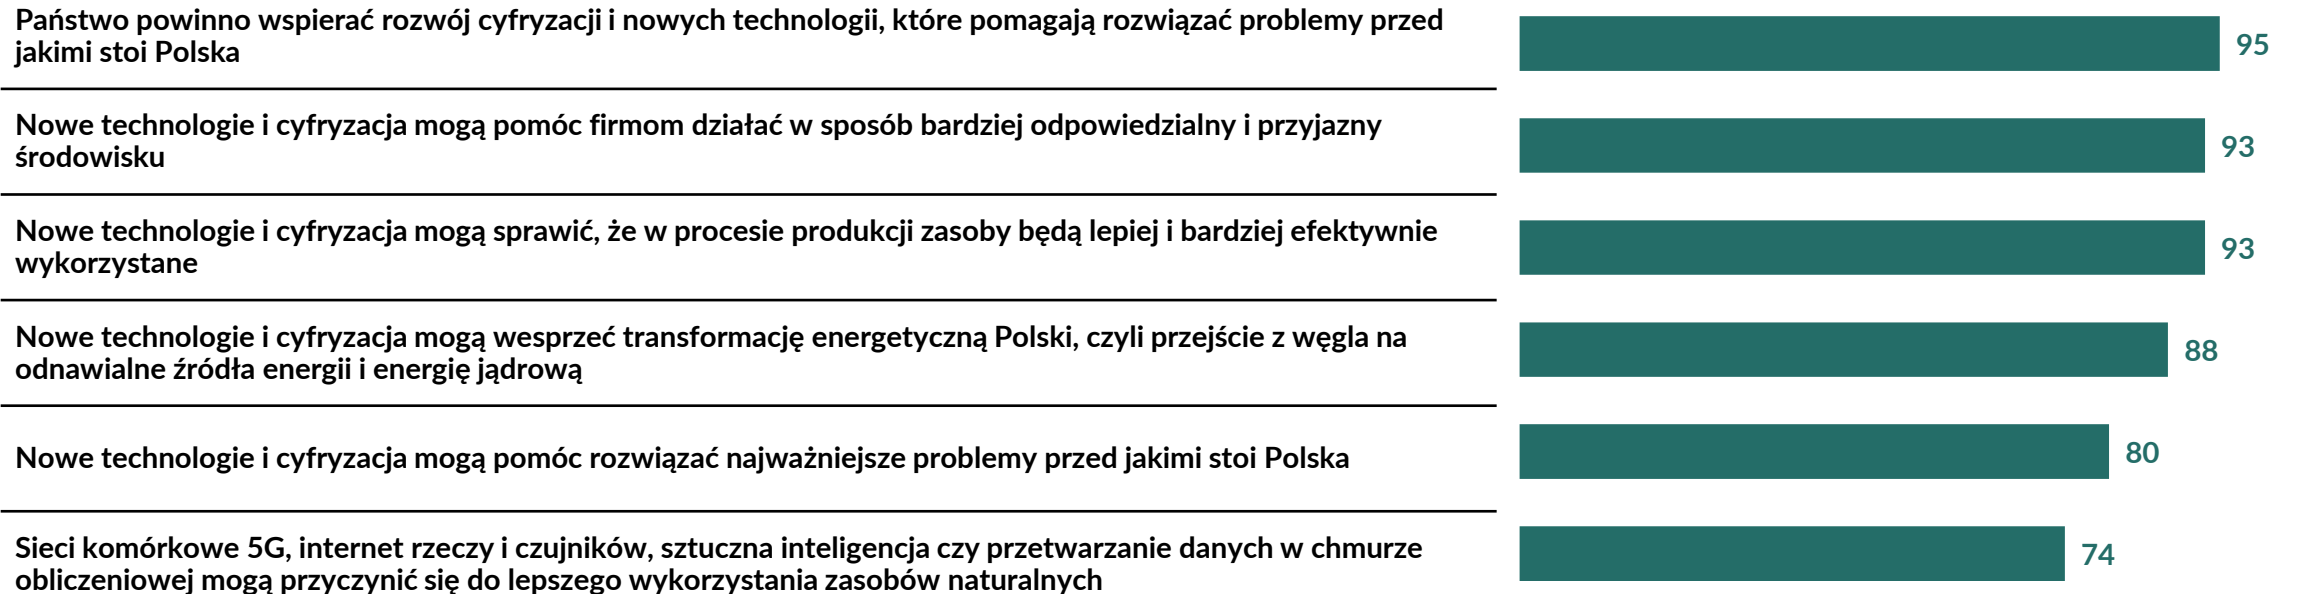 Państwo powinno wspierać rozwój cyfryzacji i nowych technologii, które pomagają rozwiązać problemy przed
jakimi stoi Polska
95
Nowe technologie i cyfryzacja mogą pomóc firmom działać w sposób bardziej odpowiedzialny i przyjazny
środowisku
93
Nowe technologie i cyfryzacja mogą sprawić, że w procesie produkcji zasoby będą lepiej i bardziej efektywnie
wykorzystane
93
Nowe technologie i cyfryzacja mogą wesprzeć transformację energetyczną Polski, czyli przejście z węgla na
odnawialne źródła energii i energię jądrową
88
Nowe technologie i cyfryzacja mogą pomóc rozwiązać najważniejsze problemy przed jakimi stoi Polska
80
Sieci komórkowe 5G, internet rzeczy i czujników, sztuczna inteligencja czy przetwarzanie danych w chmurze
obliczeniowej mogą przyczynić się do lepszego wykorzystania zasobów naturalnych
74